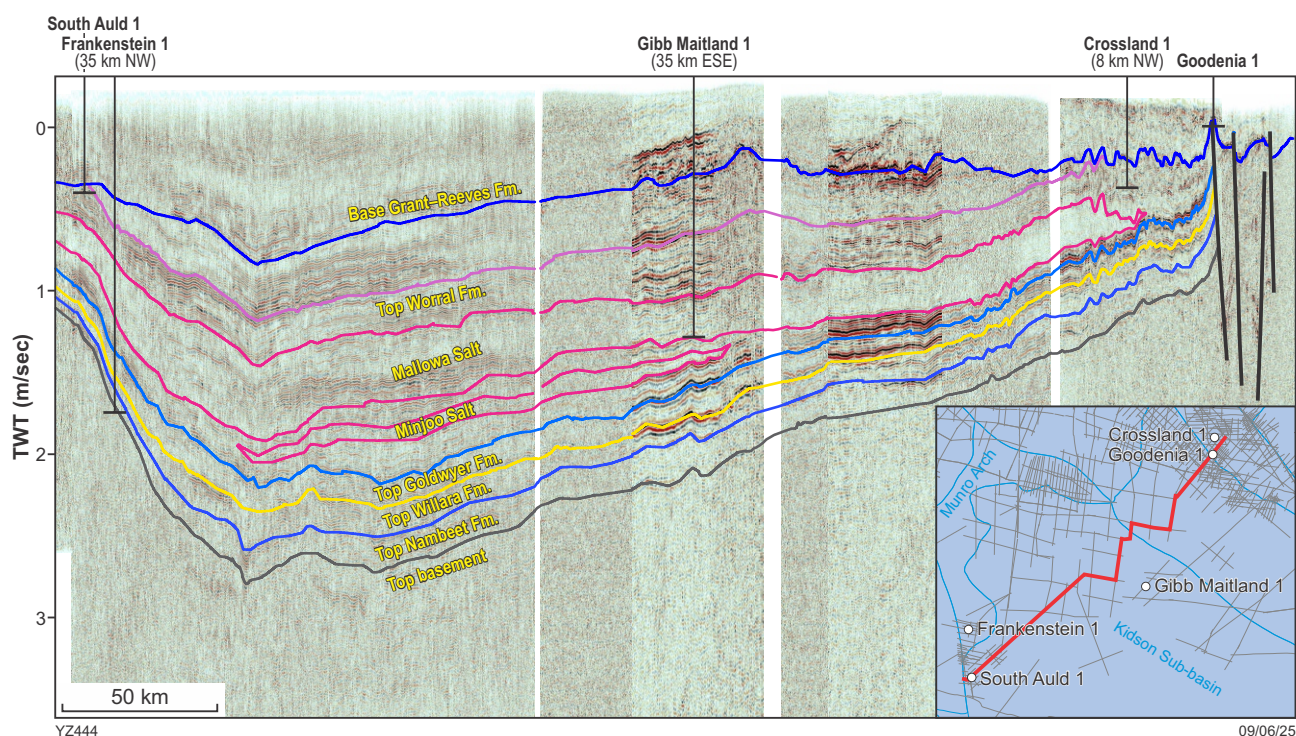 South Auld 1
Frankenstein 1
(35 km NW)
Gibb Maitland 1
(35 km ESE)
Crossland 1
(8 km NW)
Goodenia 1
0
1
2
3
TWT (m/sec)
Base Grant–Reeves Fm.
Top Worral Fm.
Mallowa Salt
Minjoo Salt
Top Goldwyer Fm.
Top Willara Fm.
Top Nambeet Fm.
Top basement
50 km
Crossland 1
Goodenia 1
Munro Arch
Gibb Maitland 1
Frankenstein 1
Kidson Sub-basin
South Auld 1
YZ444
09/06/25